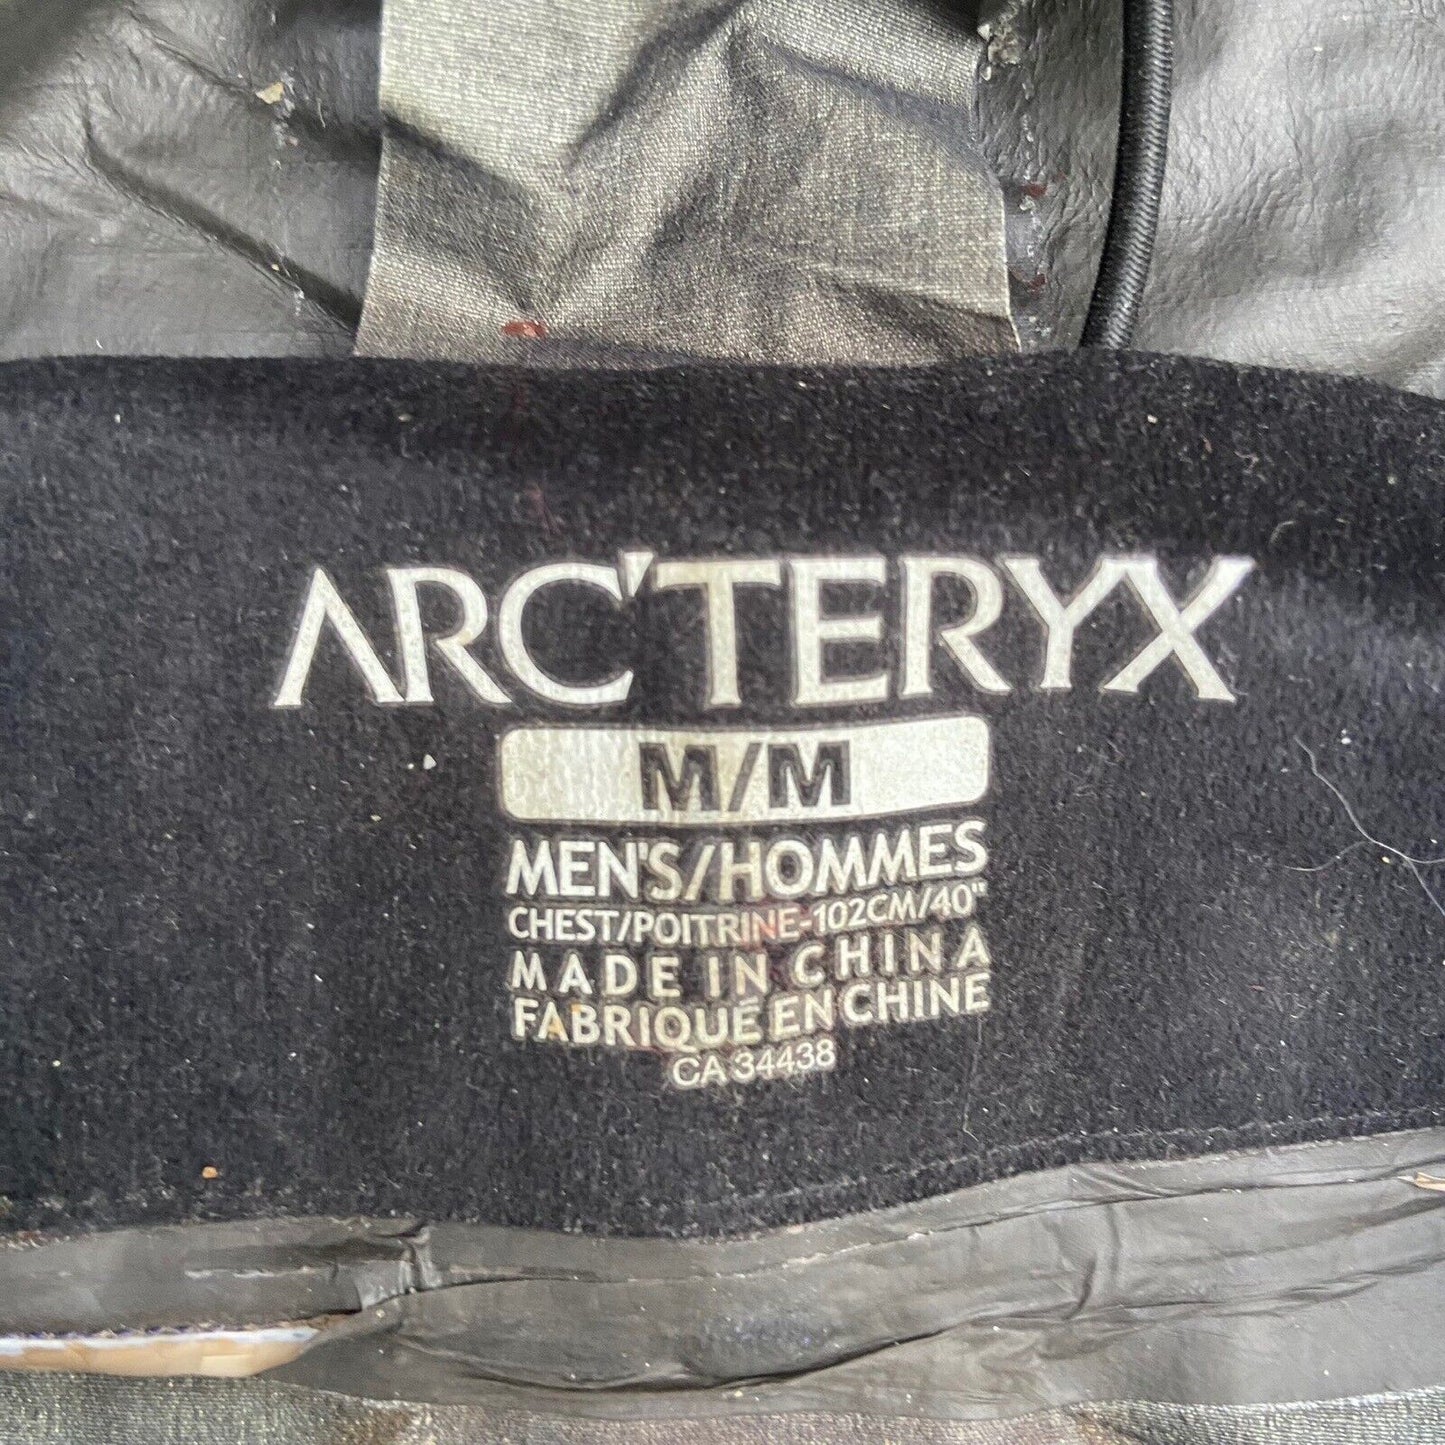 ARC'TERYX
M/M
MEN'S/HOMMES
CHEST/POITRINE-102CM/40"
MADE IN CHINA
FABRIQUÉ EN CHINE
CA 34438